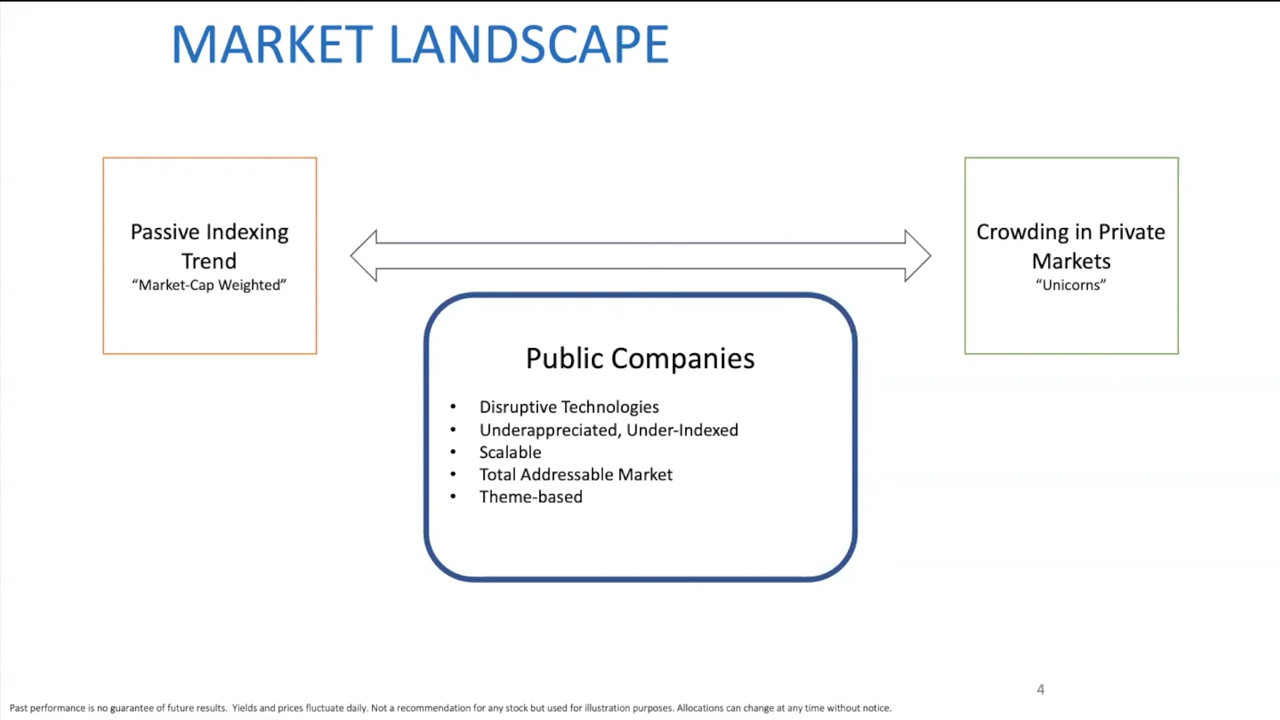 MARKET LANDSCAPE
Passive Indexing
Trend
“Market-Cap Weighted”
Crowding in Private
Markets
“Unicorns”
Public Companies
• Disruptive Technologies
• Underappreciated, Under-Indexed
• Scalable
• Total Addressable Market
• Theme-based
4
Past performance is no guarantee of future results.  Yields and prices fluctuate daily. Not a recommendation for any stock but used for illustration purposes. Allocations can change at any time without notice.